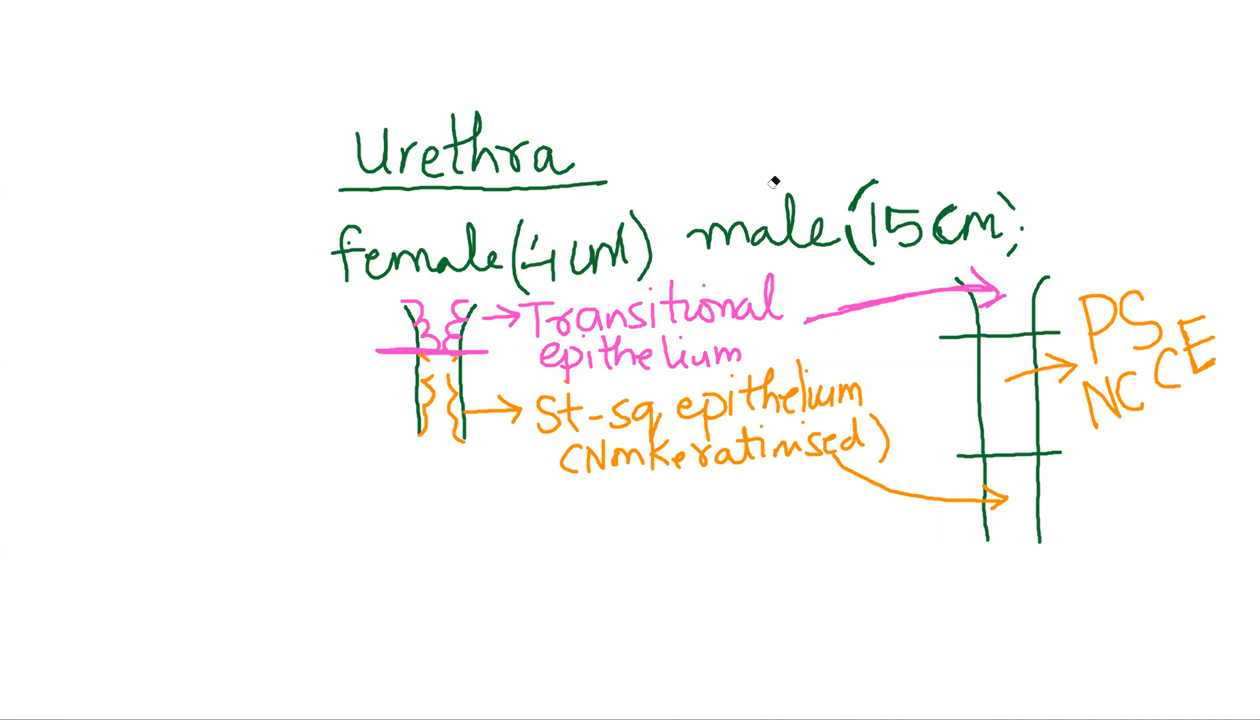 Urethra
female (4 cm) male (15 cm)
Transitional
epithelium
St-sq epithelium
(Nonkeratinised)
PS
NC CE